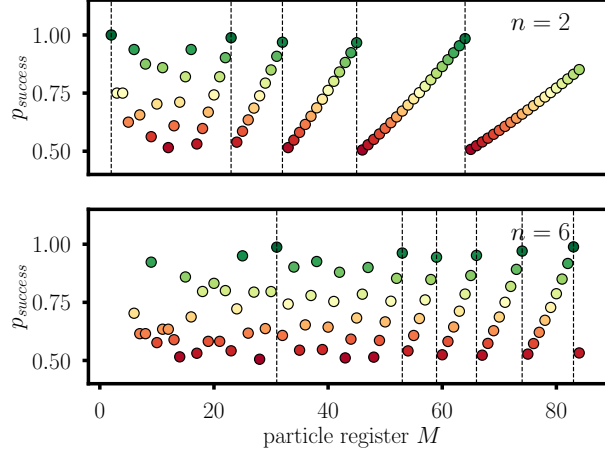 n = 2
1.00
0.75
0.50
p_success
n = 6
1.00
0.75
0.50
p_success
0 20 40 60 80
particle register M